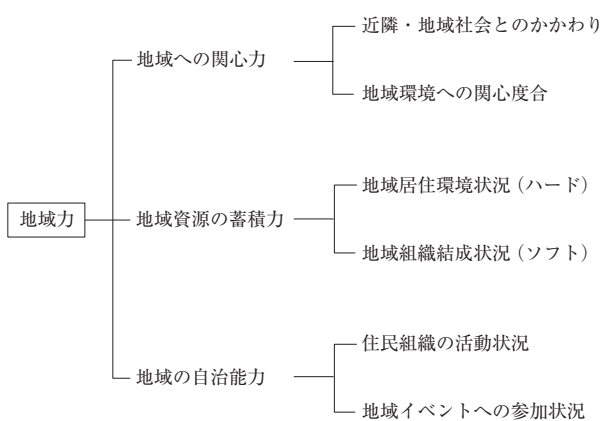 近隣・地域社会とのかかわり
地域への関心力
地域環境への関心度合
地域居住環境状況（ハード）
地域力
地域資源の蓄積力
地域組織結成状況（ソフト）
住民組織の活動状況
地域の自治能力
地域イベントへの参加状況